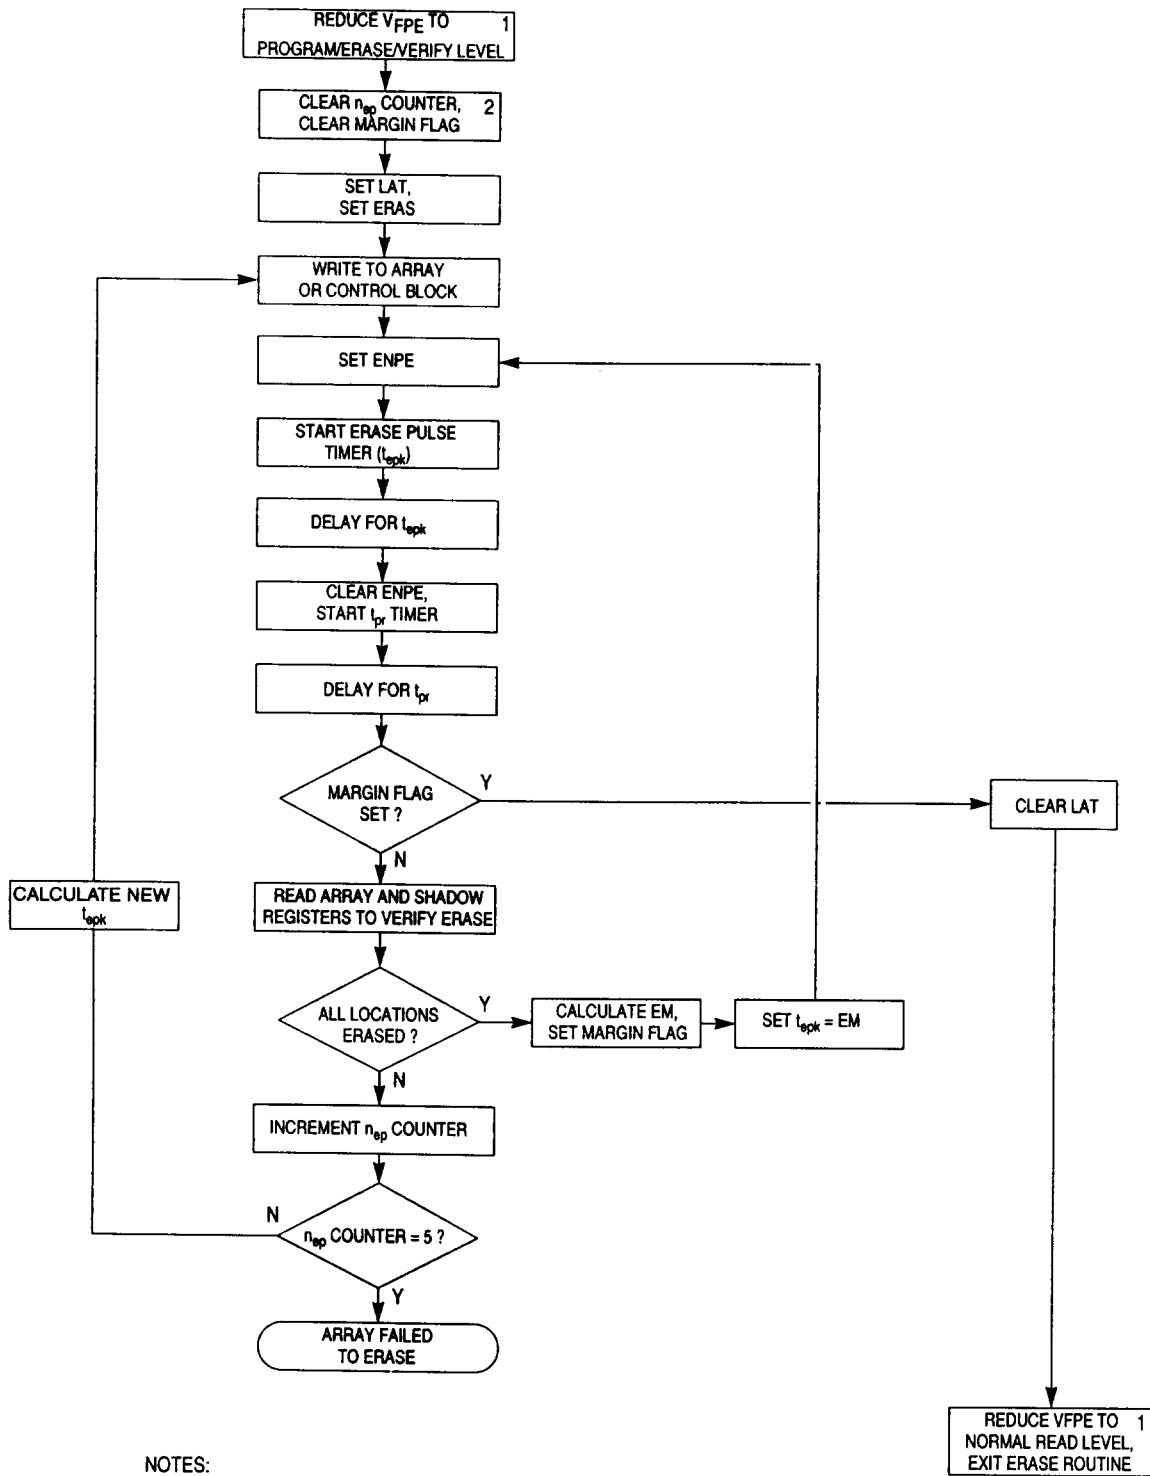 REDUCE VFPE TO 1
PROGRAM/ERASE/VERIFY LEVEL
CLEAR nep COUNTER, 2
CLEAR MARGIN FLAG
SET LAT,
SET ERAS
WRITE TO ARRAY
OR CONTROL BLOCK
SET ENPE
START ERASE PULSE
TIMER (tepk)
DELAY FOR tepk
CLEAR ENPE,
START tpr TIMER
DELAY FOR tpr
MARGIN FLAG
SET ?
Y
N
CLEAR LAT
CALCULATE NEW
tepk
READ ARRAY AND SHADOW
REGISTERS TO VERIFY ERASE
ALL LOCATIONS
ERASED ?
Y
N
CALCULATE EM,
SET MARGIN FLAG
SET tepk = EM
INCREMENT nep COUNTER
nep COUNTER = 5 ?
N
Y
ARRAY FAILED
TO ERASE
REDUCE VFPE TO 1
NORMAL READ LEVEL,
EXIT ERASE ROUTINE
NOTES: